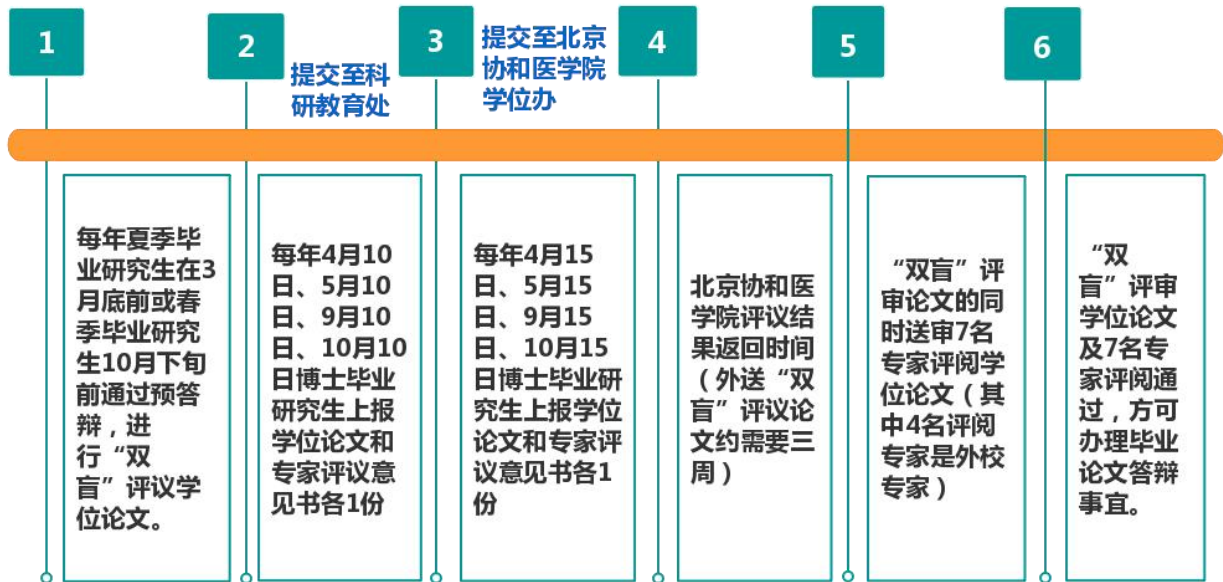 1
每年夏季毕
业研究生在3
月底前或春
季毕业研究
生10月下旬
前通过预答
辩，进
行“双
盲”评议学
位论文。
2
提交至科
研教育处
每年4月10
日、5月10
日、9月10
日、10月10
日博士毕业
研究生上报
学位论文和
专家评议意
见书各1份
3
提交至北京
协和医学院
学位办
每年4月15
日、5月15
日、9月15
日、10月15
日博士毕业研
究生上报学位
论文和专家评
议意见书各1
份
4
北京协和医
学院评议结
果返回时间
（外送“双
盲”评议论
文约需要三
周）
5
“双盲”评
审论文的同
时送审7名
专家评阅学
位论文（其
中4名评阅
专家是外校
专家）
6
“双
盲”评审
学位论文
及7名专
家评阅通
过，方可
办理毕业
论文答辩
事宜。